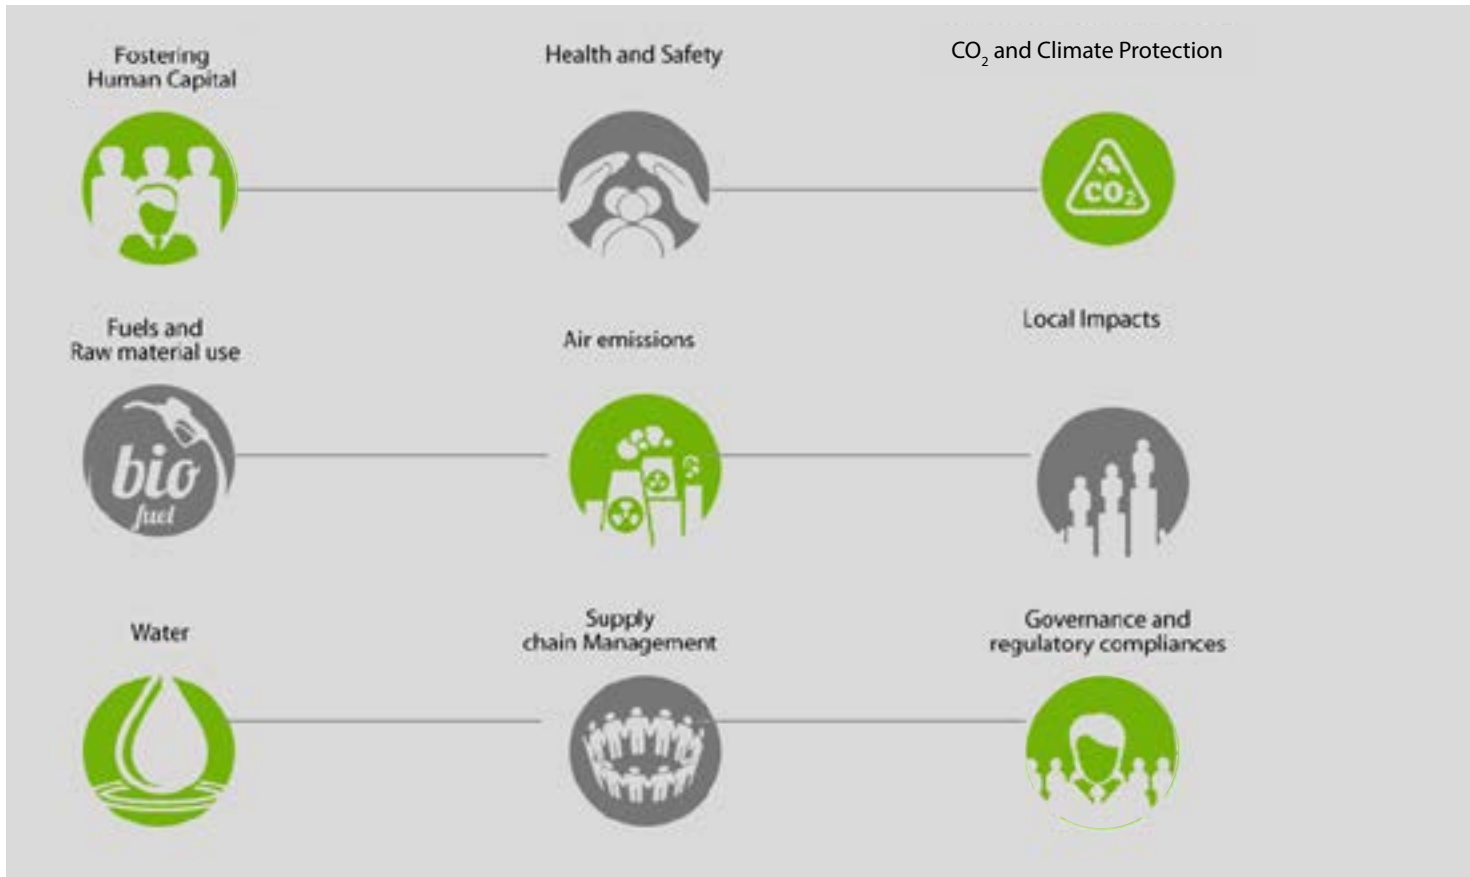 Fostering
Human Capital
Health and Safety
CO₂ and Climate Protection
CO₂
Fuels and
Raw material use
Air emissions
Local Impacts
bio
fuel
Water
Supply
chain Management
Governance and
regulatory compliances